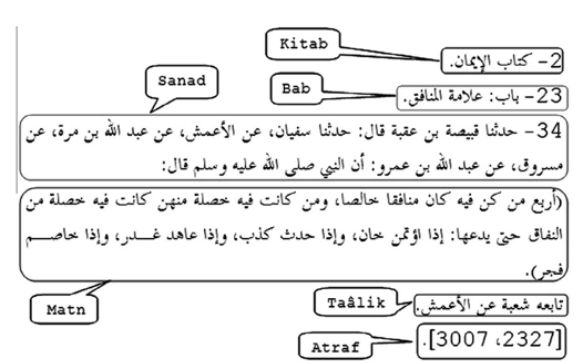 Kitab
2- كتاب الإيمان.
Sanad
Bab
23- باب: علامة المنافق.
34- حدثنا قبيصة بن عقبة قال: حدثنا سفيان، عن الأعمش، عن عبد الله بن مرة، عن
مسروق، عن عبد الله بن عمرو: أن النبي صلى الله عليه وسلم قال:
(أربع من كن فيه كان منافقا خالصا، ومن كانت فيه خصلة منهن كانت فيه خصلة من
النفاق حتى يدعها: إذا اؤتمن خان، وإذا حدث كذب، وإذا عاهد غـــدر، وإذا خاصـــم
فجر).
Matn
Taâlik
تابعه شعبة عن الأعمش.
Atraf
[2327، 3007].